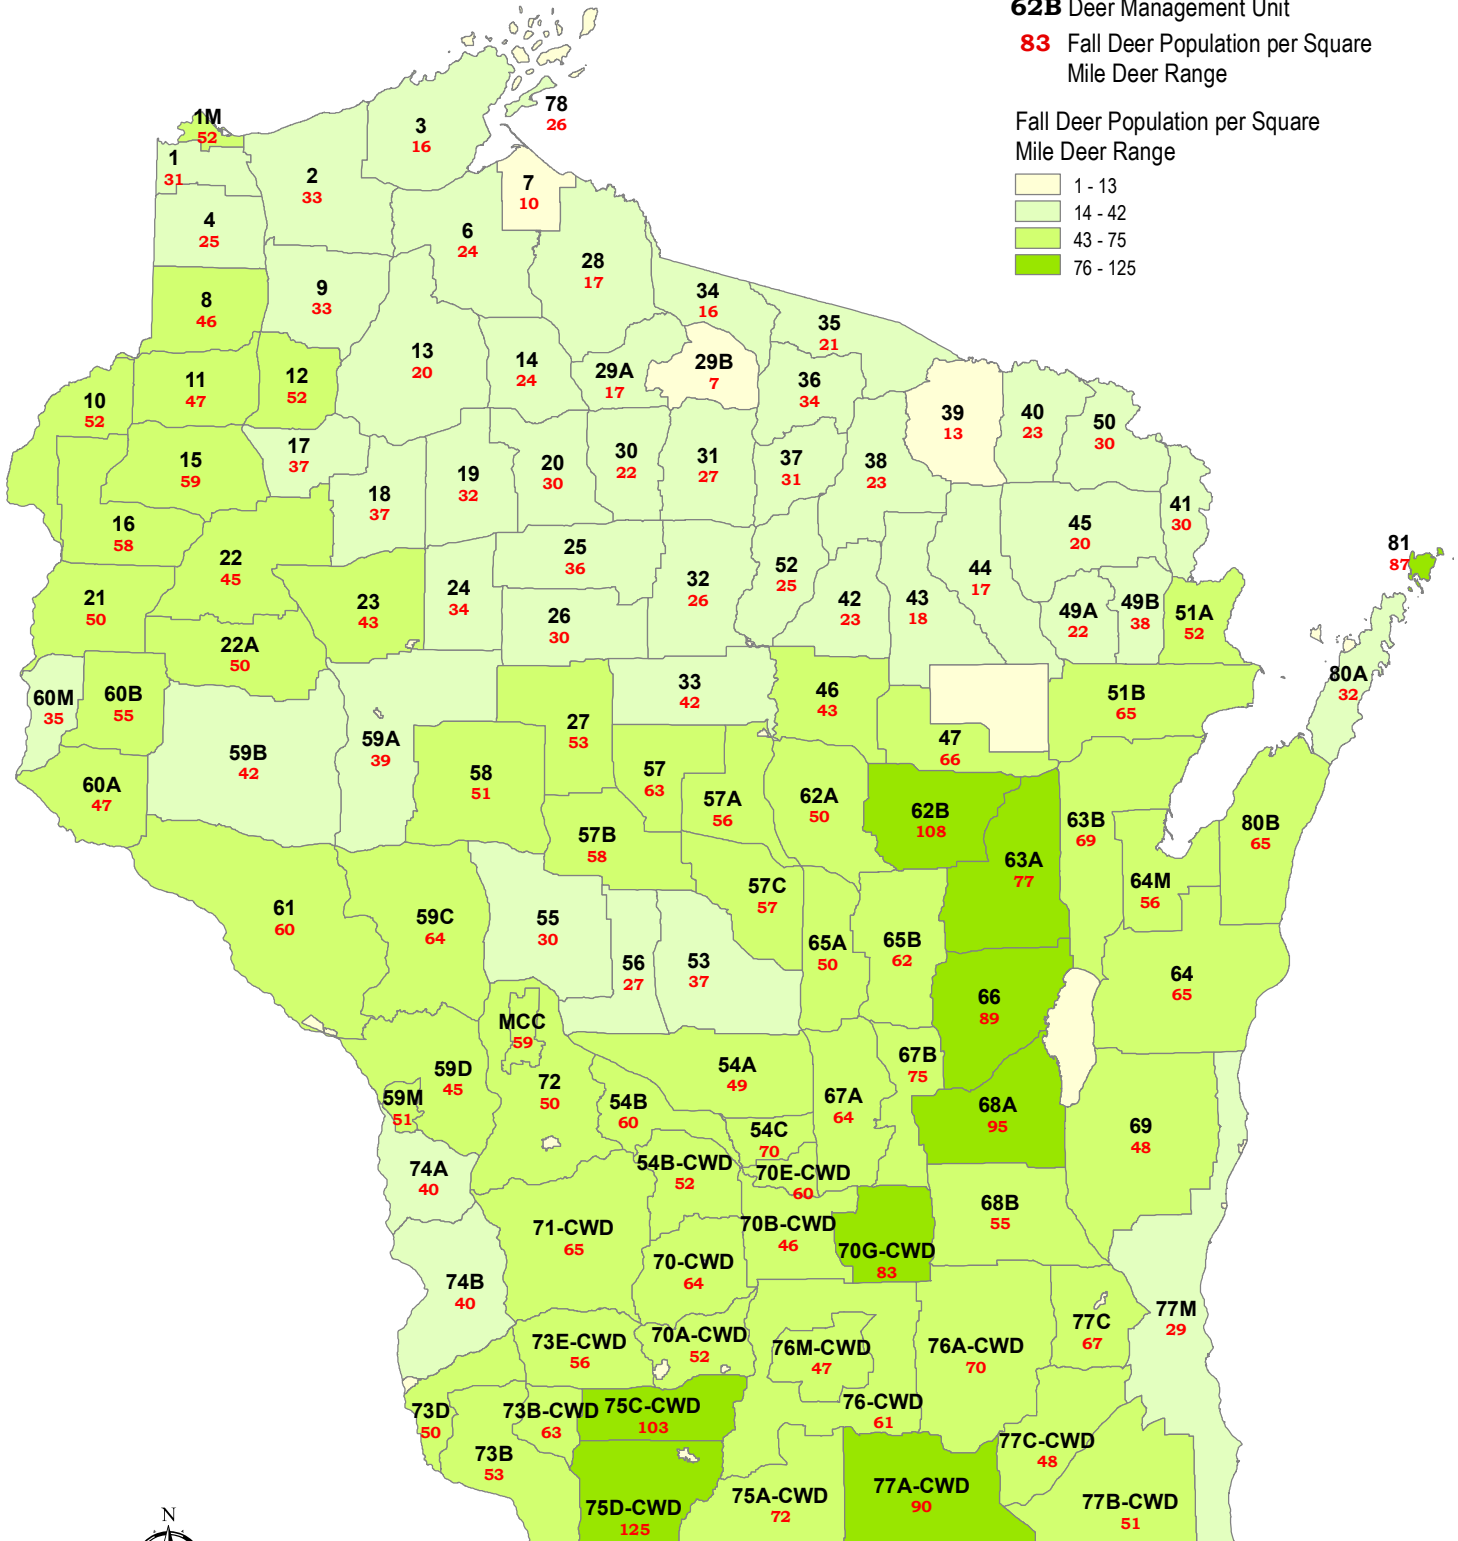 62B Deer Management Unit
83 Fall Deer Population per Square
Mile Deer Range
Fall Deer Population per Square
Mile Deer Range
1 - 13
14 - 42
43 - 75
76 - 125
78
26
1M
52
3
16
1
31
2
33
7
10
4
25
6
24
28
17
8
46
9
33
34
16
35
21
13
20
14
24
29A
17
29B
7
36
34
11
47
12
52
10
52
39
13
40
23
50
30
17
37
15
59
19
32
20
30
30
22
31
27
37
31
38
23
18
37
41
30
16
58
45
20
22
45
25
36
81
87
52
25
44
17
32
26
24
34
21
50
23
43
42
23
43
18
49A
22
49B
38
51A
52
26
30
22A
50
80A
32
60M
35
60B
55
33
42
46
43
51B
65
27
53
59B
42
59A
39
47
66
58
51
57
63
60A
47
57A
56
62A
50
62B
108
63B
69
80B
65
57B
58
63A
77
64M
56
57C
57
61
60
59C
64
55
30
65A
50
65B
62
56
27
53
37
64
65
66
89
MCC
59
67B
75
59D
45
54A
49
72
50
59M
51
54B
60
67A
64
68A
95
69
48
54C
70
54B-CWD
52
70E-CWD
60
74A
40
68B
55
71-CWD
65
70B-CWD
46
70G-CWD
83
70-CWD
64
74B
40
77M
29
77C
67
73E-CWD
56
70A-CWD
52
76M-CWD
47
76A-CWD
70
76-CWD
61
73D
50
73B-CWD
63
75C-CWD
103
77C-CWD
48
73B
53
75D-CWD
125
75A-CWD
72
77A-CWD
90
77B-CWD
51
N